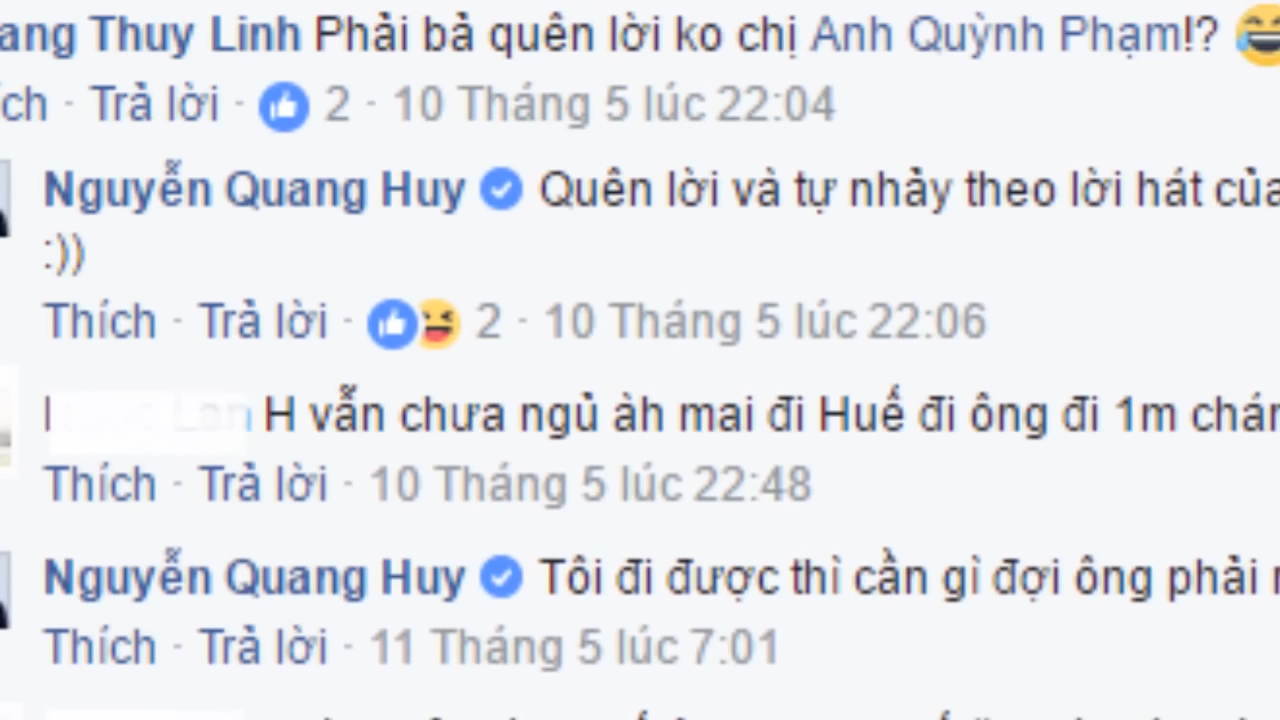 Thuy Linh Phải bả quên lời ko chị Anh Quỳnh Phạm!?
Trả lời · 2 · 10 Tháng 5 lúc 22:04
Nguyễn Quang Huy Quên lời và tự nhảy theo lời hát của
:))
Thích · Trả lời · 2 · 10 Tháng 5 lúc 22:06
H vẫn chưa ngủ àh mai đi Huế đi ông đi 1m
Thích · Trả lời · 10 Tháng 5 lúc 22:48
Nguyễn Quang Huy Tôi đi được thì cần gì đợi ông phải
Thích · Trả lời · 11 Tháng 5 lúc 7:01